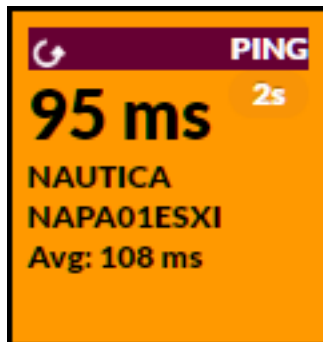 PING
95 ms 2s
NAUTICA
NAPA01ESXI
Avg: 108 ms